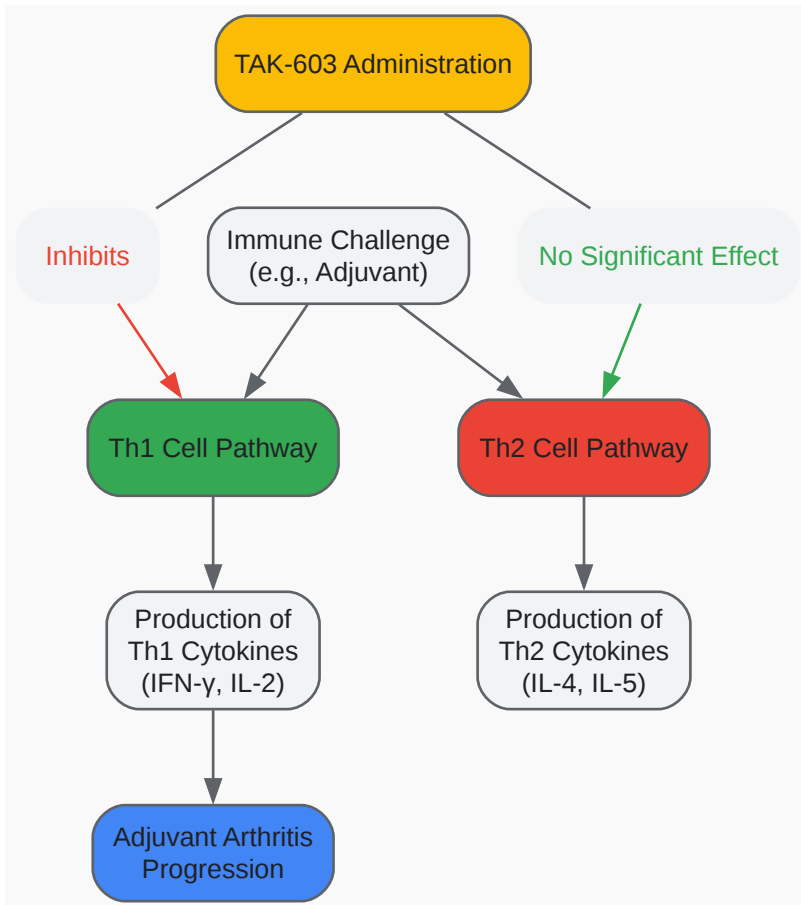 TAK-603 Administration
Inhibits
Immune Challenge
(e.g., Adjuvant)
No Significant Effect
Th1 Cell Pathway
Th2 Cell Pathway
Production of
Th1 Cytokines
(IFN-γ, IL-2)
Production of
Th2 Cytokines
(IL-4, IL-5)
Adjuvant Arthritis
Progression